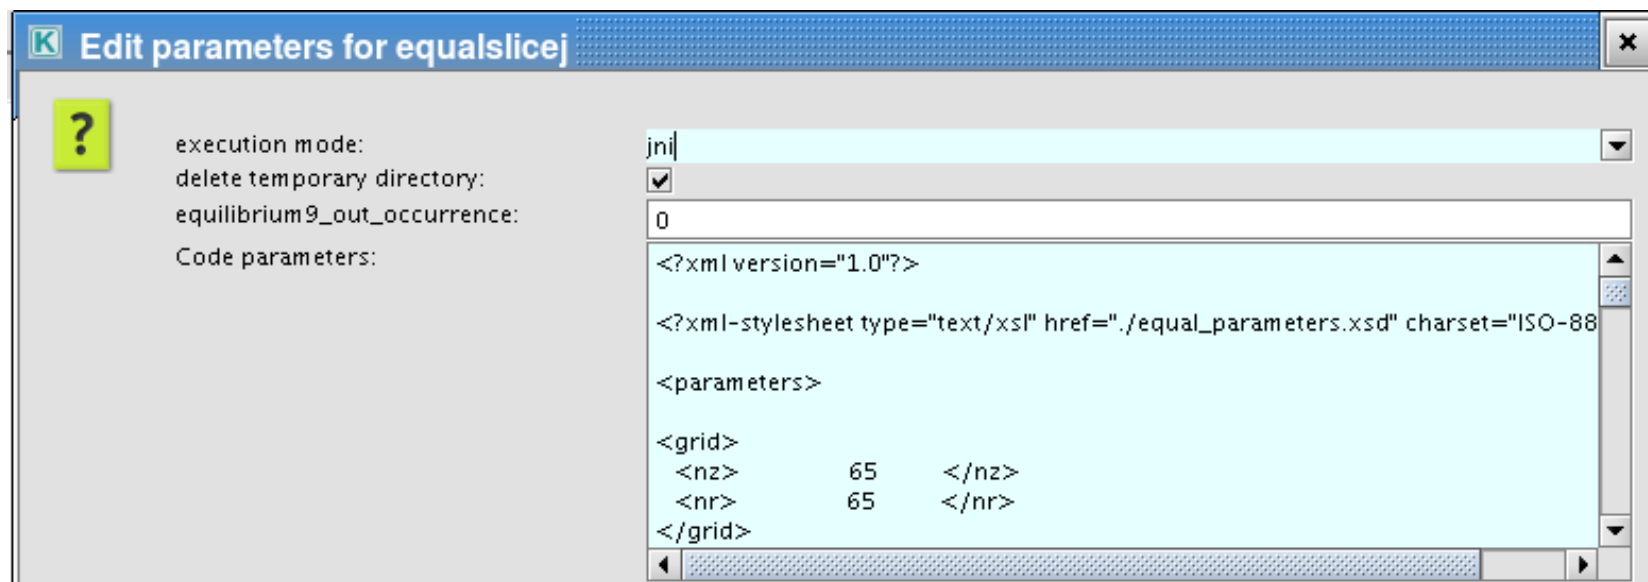 K Edit parameters for equalslicej
?
execution mode: jni
delete temporary directory:
equilibrium9_out_occurrence: 0
Code parameters:
<?xml version="1.0"?>
<?xml-stylesheet type="text/xsl" href="./equal_parameters.xsd" charset="ISO-88
<parameters>
<grid>
<nz> 65 </nz>
<nr> 65 </nr>
</grid>